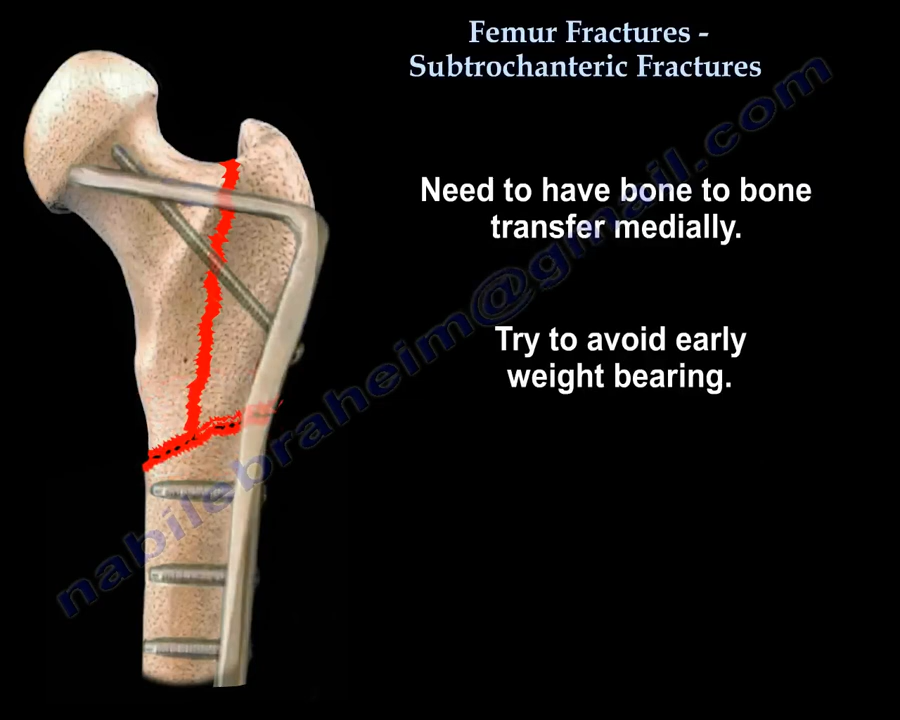 Femur Fractures -
Subtrochanteric Fractures
Need to have bone to bone
transfer medially.
Try to avoid early
weight bearing.
nabilebraheim@gmail.com